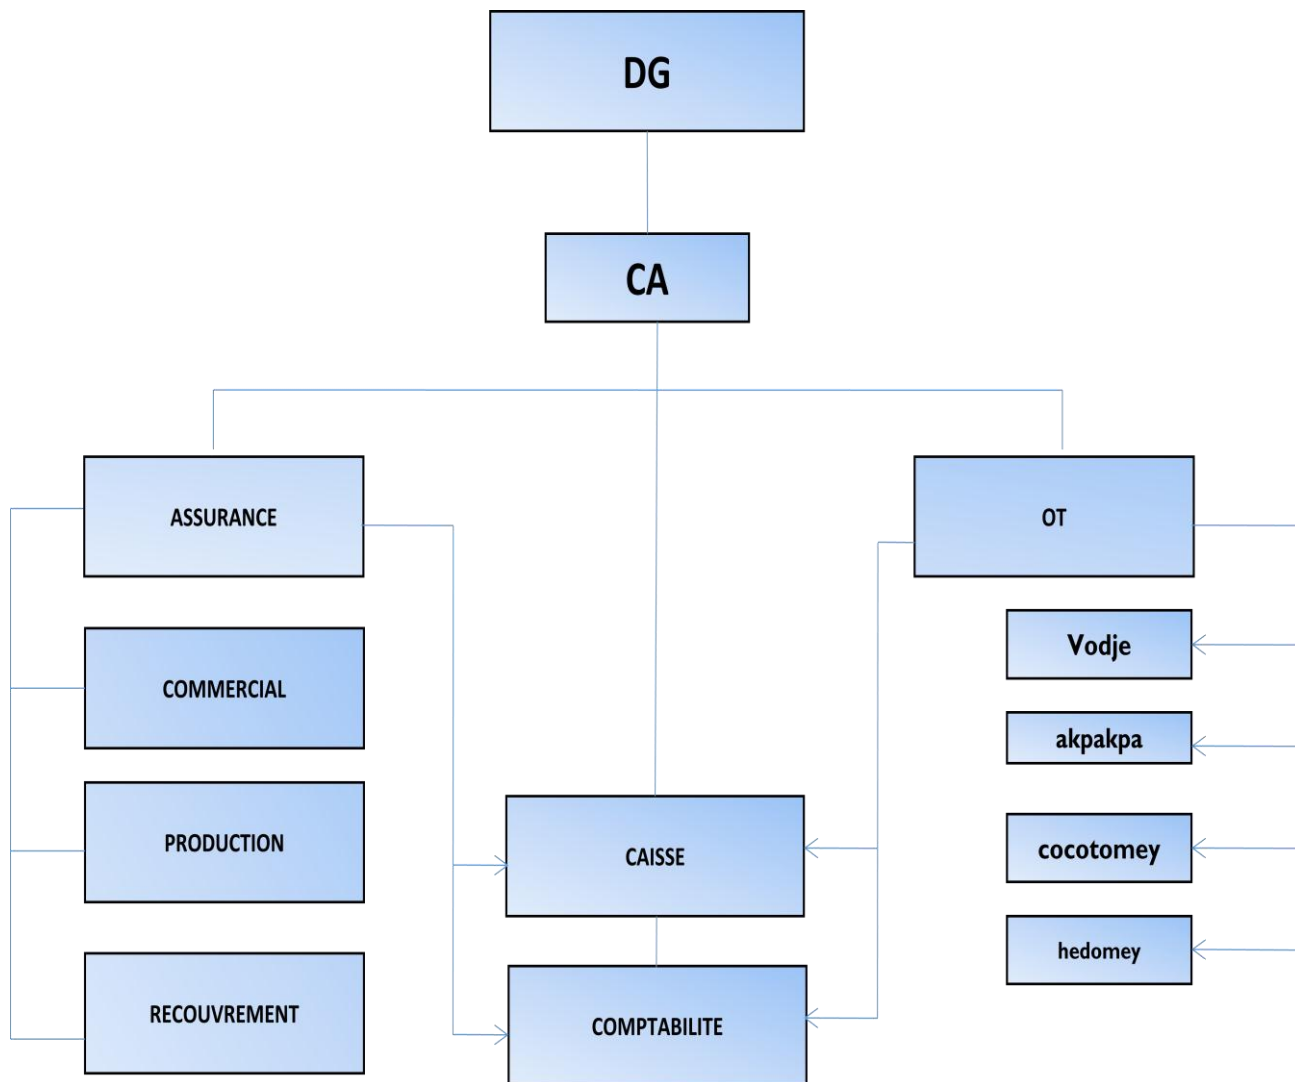 DG
CA
ASSURANCE
OT
COMMERCIAL
Vodje
akpakpa
PRODUCTION
CAISSE
cocotomey
hedomey
RECOUVREMENT
COMPTABILITE